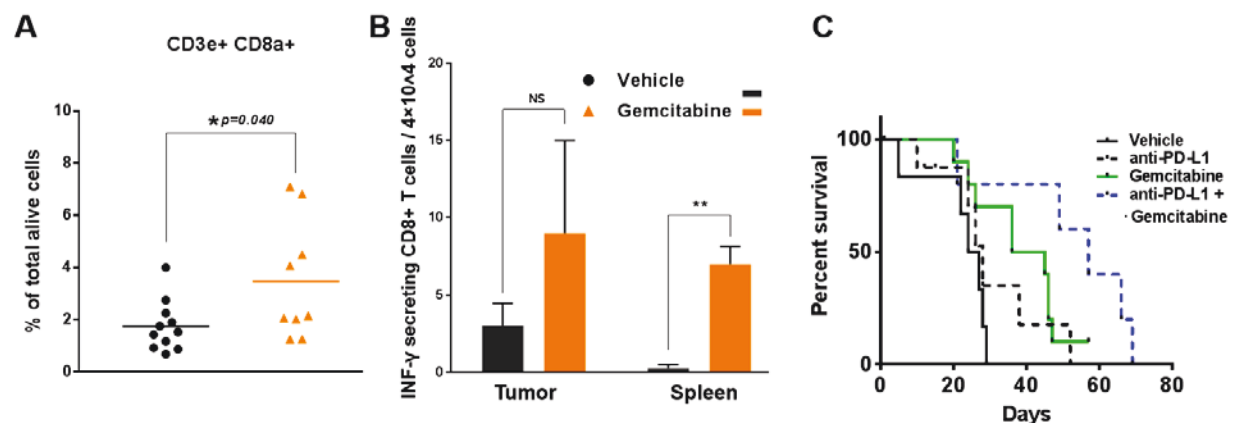 A
CD3e+ CD8a+
% of total alive cells
10
8
6
4
2
0
* p=0.040
B
INF-γ secreting CD8+ T cells / 4×10^4 cells
20
15
10
5
0
Vehicle
Gemcitabine
NS
**
Tumor
Spleen
C
Percent survival
100
50
0
0 20 40 60 80
Days
Vehicle
anti-PD-L1
Gemcitabine
anti-PD-L1 +
Gemcitabine